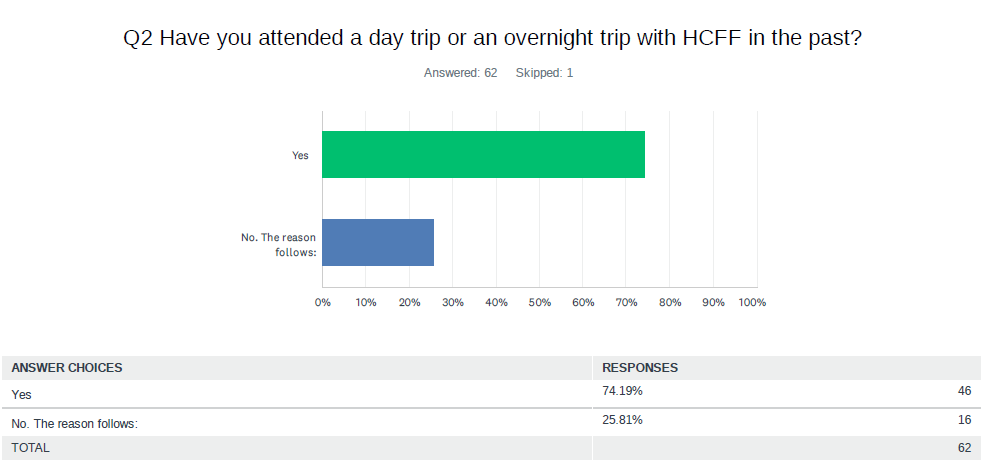 Q2 Have you attended a day trip or an overnight trip with HCFF in the past?
Answered: 62 Skipped: 1
Yes
No. The reason
follows:
0% 10% 20% 30% 40% 50% 60% 70% 80% 90% 100%
ANSWER CHOICES RESPONSES
Yes 74.19% 46
No. The reason follows: 25.81% 16
TOTAL 62